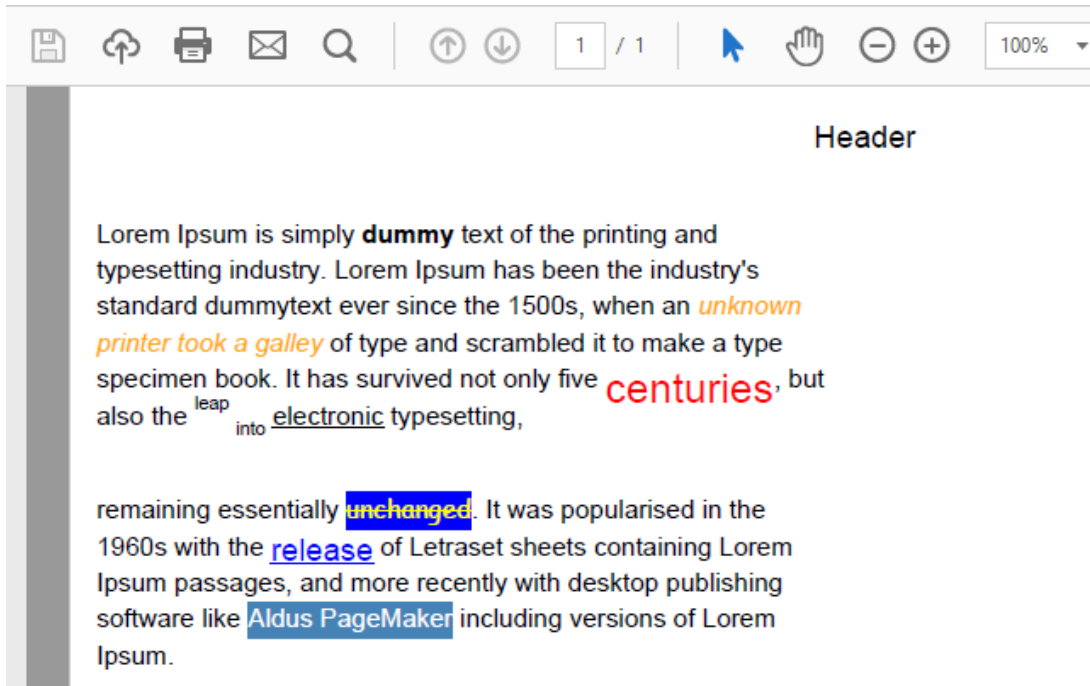 1 / 1 100%
Header
Lorem Ipsum is simply dummy text of the printing and
typesetting industry. Lorem Ipsum has been the industry's
standard dummytext ever since the 1500s, when an unknown
printer took a galley of type and scrambled it to make a type
specimen book. It has survived not only five centuries, but
also the leap into electronic typesetting,
remaining essentially unchanged. It was popularised in the
1960s with the release of Letraset sheets containing Lorem
Ipsum passages, and more recently with desktop publishing
software like Aldus PageMaker including versions of Lorem
Ipsum.